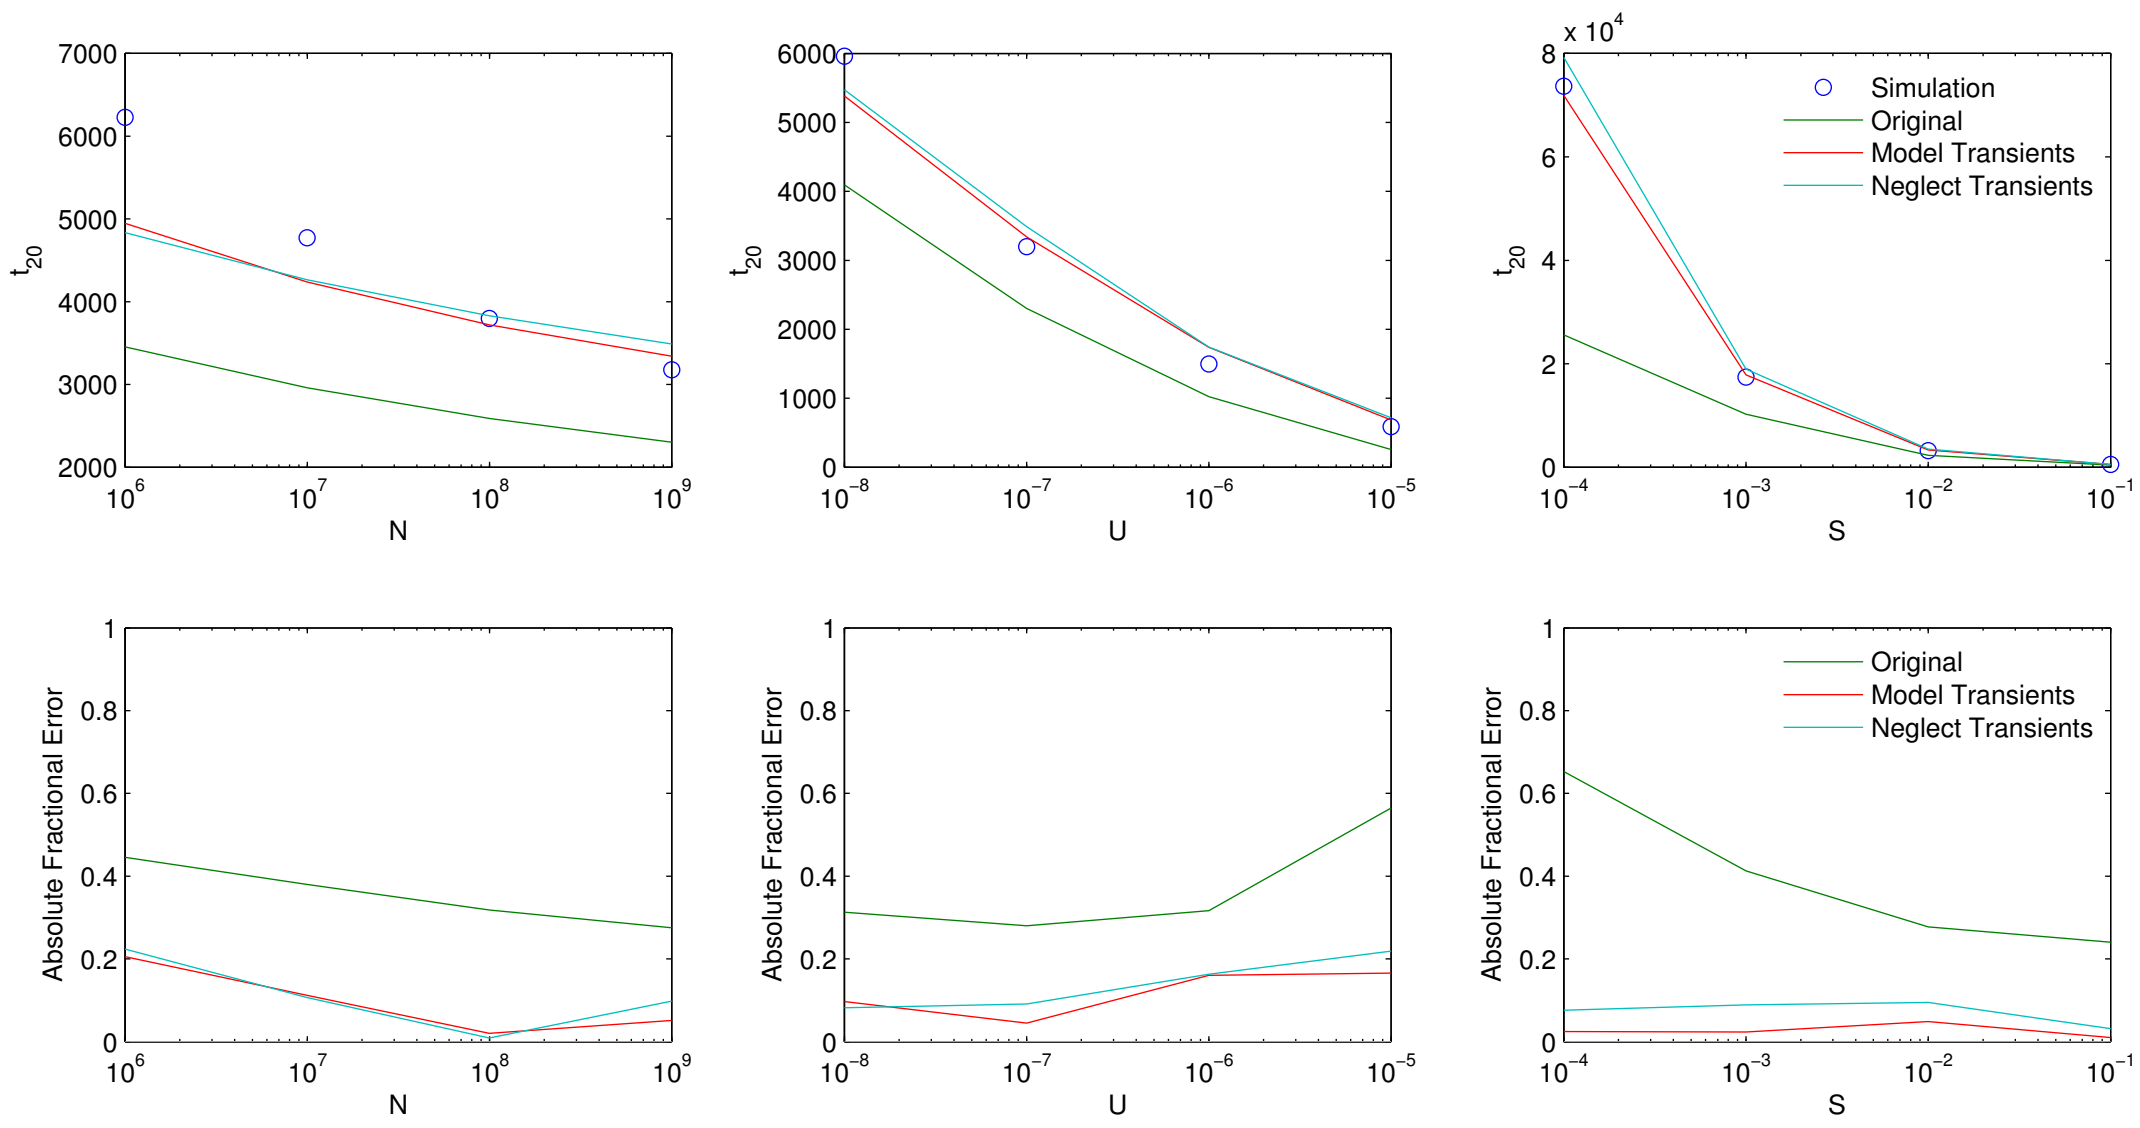 7000
6000
5000
4000
3000
2000
t20
10^6 10^7 10^8 10^9
N
6000
5000
4000
3000
2000
1000
0
t20
10^−8 10^−7 10^−6 10^−5
U
x 10^4
8
6
4
2
0
t20
10^−4 10^−3 10^−2 10^−1
S
Simulation
Original
Model Transients
Neglect Transients
1
0.8
0.6
0.4
0.2
0
Absolute Fractional Error
10^6 10^7 10^8 10^9
N
1
0.8
0.6
0.4
0.2
0
Absolute Fractional Error
10^−8 10^−7 10^−6 10^−5
U
1
0.8
0.6
0.4
0.2
0
Absolute Fractional Error
10^−4 10^−3 10^−2 10^−1
S
Original
Model Transients
Neglect Transients